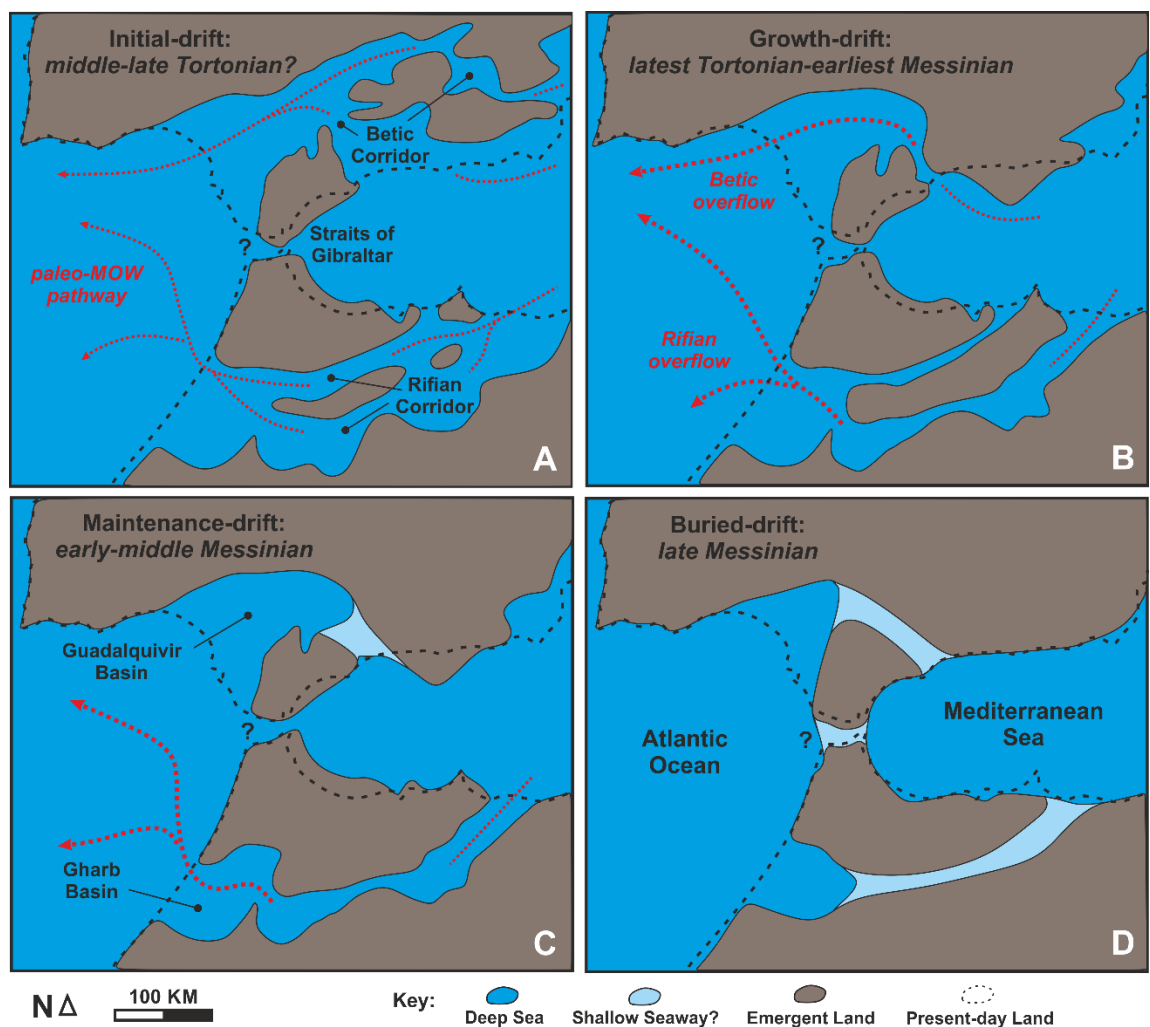 Initial-drift:
middle-late Tortonian?
Betic
Corridor
?
Straits of
Gibraltar
paleo-MOW
pathway
Rifian
Corridor
A
Growth-drift:
latest Tortonian-earliest Messinian
Betic
overflow
?
Rifian
overflow
B
Maintenance-drift:
early-middle Messinian
Guadalquivir
Basin
?
Gharb
Basin
C
Buried-drift:
late Messinian
Mediterranean
Sea
?
Atlantic
Ocean
D
N
100 KM
Key:
Deep Sea
Shallow Seaway?
Emergent Land
Present-day Land